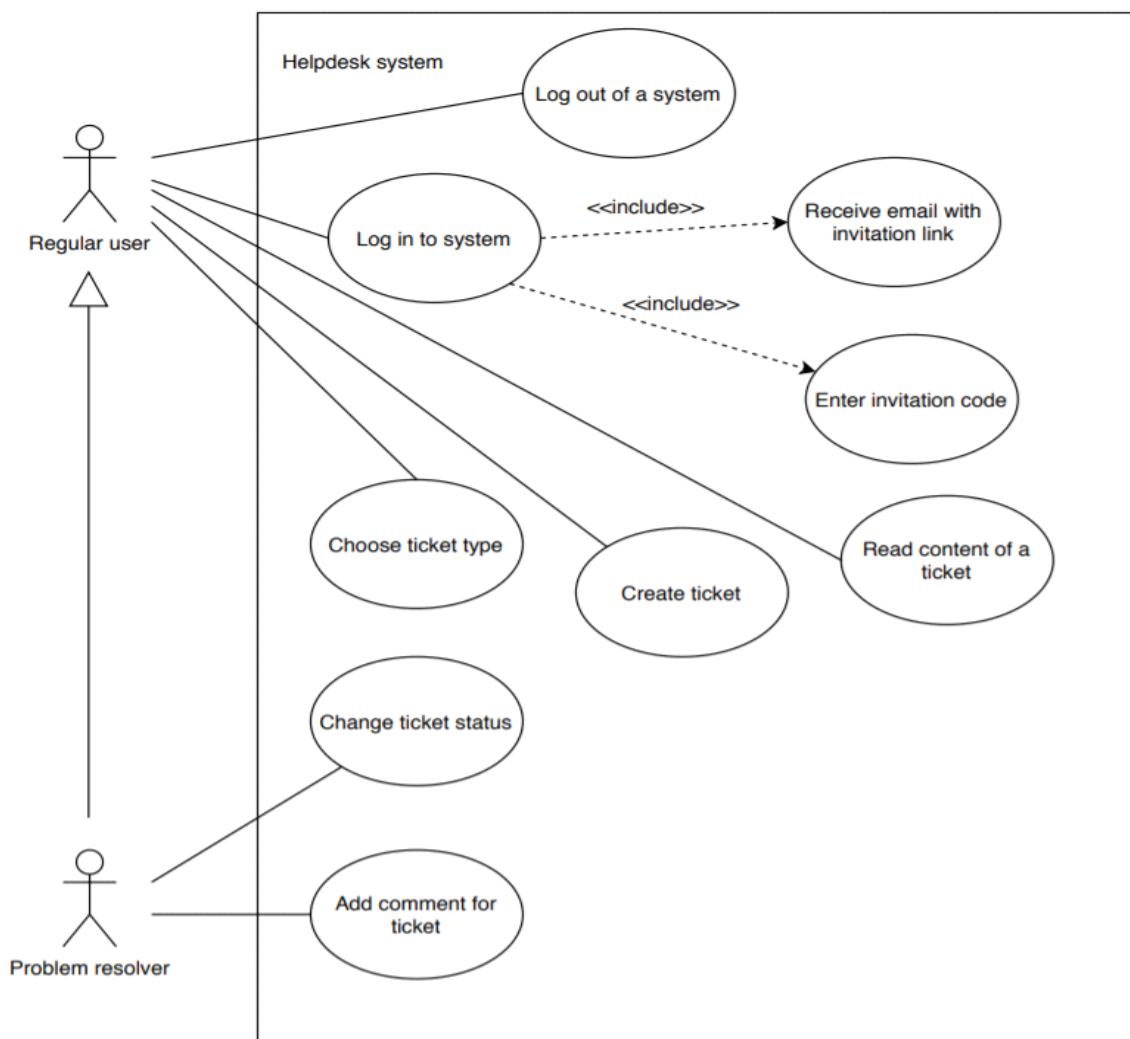 Helpdesk system
Log out of a system
Regular user
Log in to system
<<include>>
Receive email with
invitation link
<<include>>
Enter invitation code
Choose ticket type
Create ticket
Read content of a
ticket
Change ticket status
Add comment for
ticket
Problem resolver